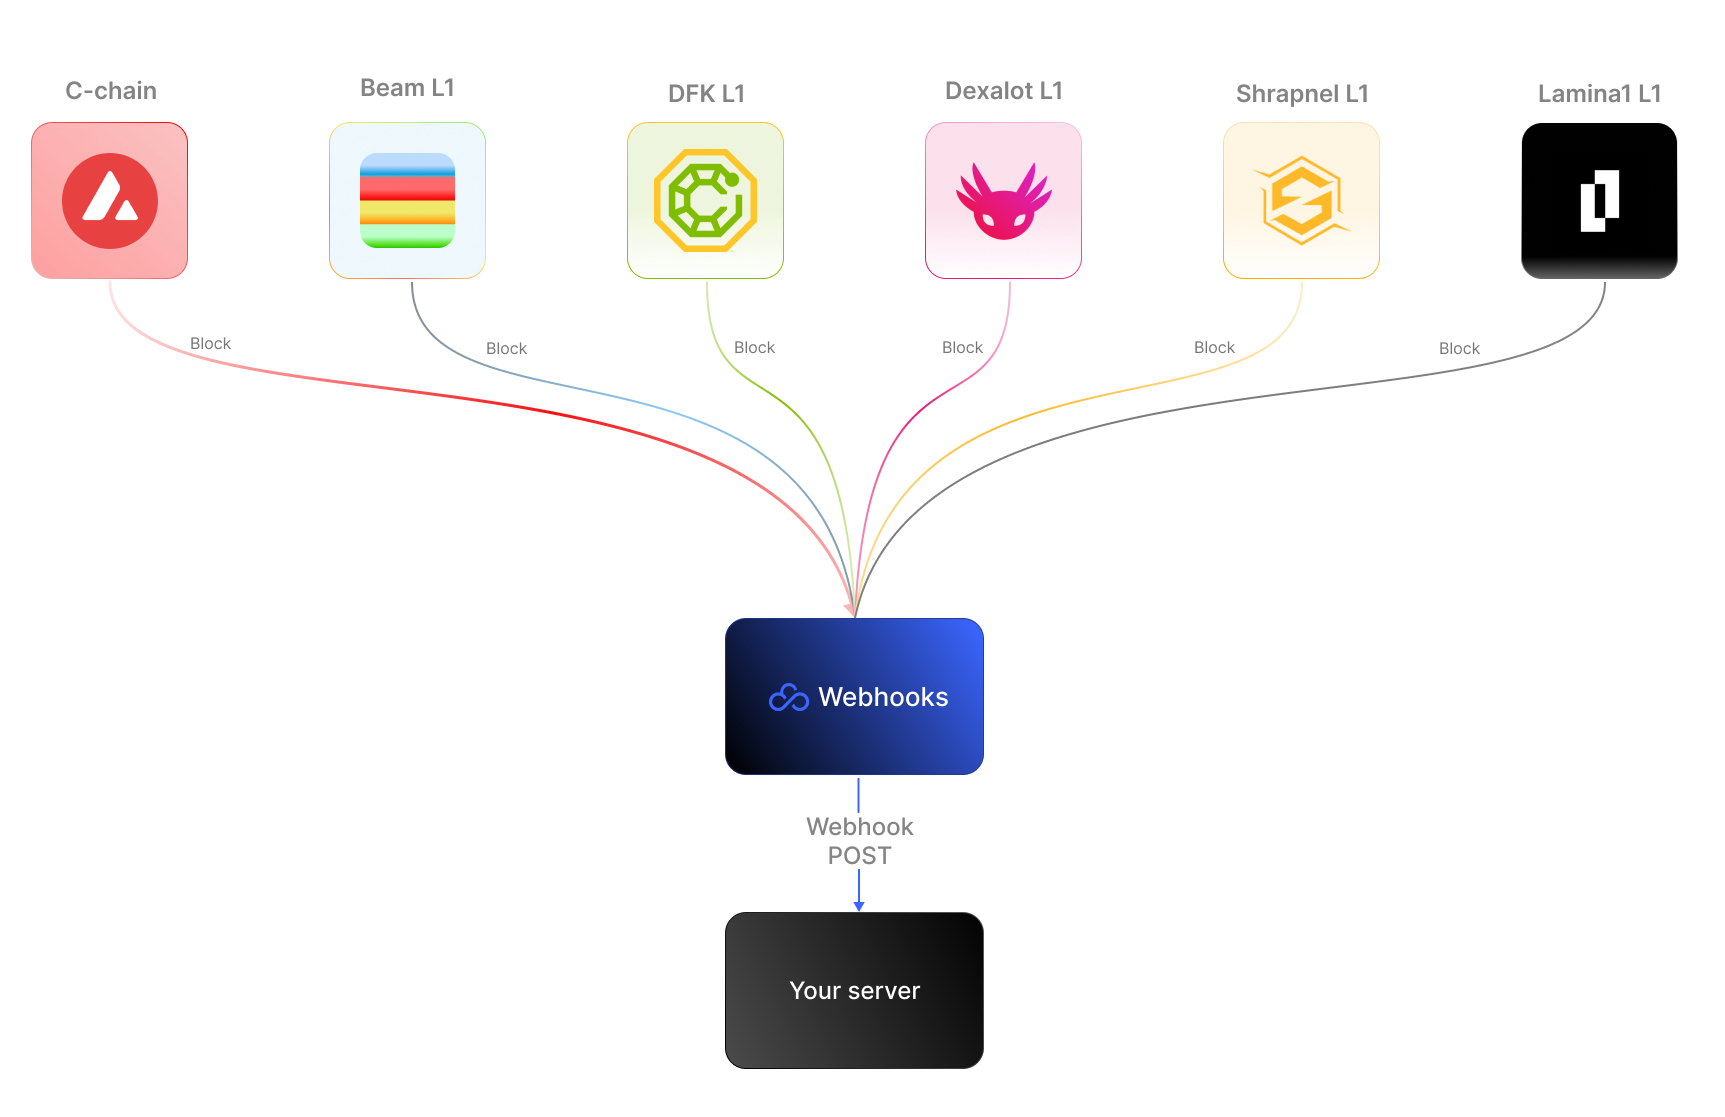 C-chain
Beam L1
DFK L1
Dexalot L1
Shrapnel L1
Lamina1 L1
Block
Block
Block
Block
Block
Block
Webhooks
Webhook
POST
Your server